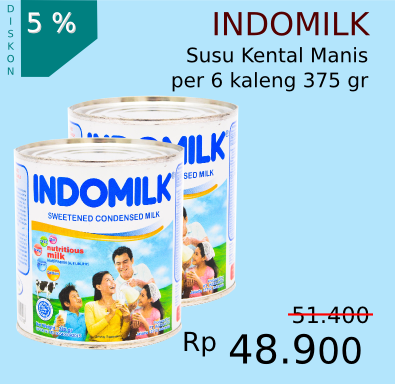 DISKON
5 %
INDOMILK
Susu Kental Manis
per 6 kaleng 375 gr
INDOMILK
SWEETENED CONDENSED MILK
nutritious
milk
51.400
Rp 48.900